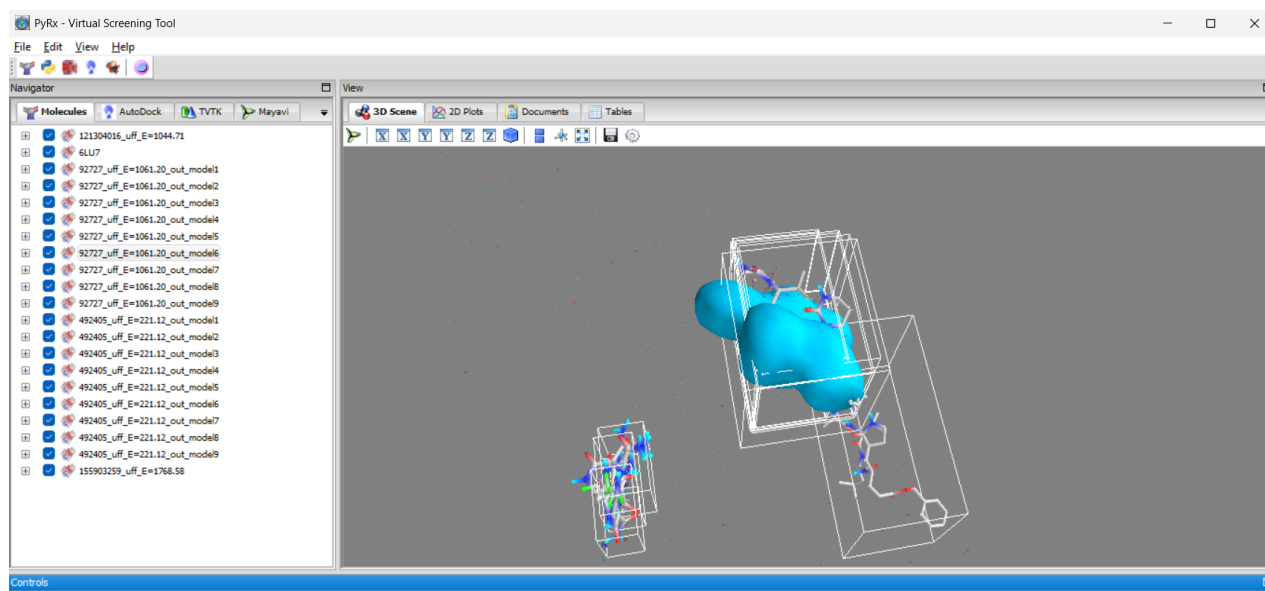 PyRx - Virtual Screening Tool
File Edit View Help
Navigator
View
Molecules AutoDock TVTK Mayavi
3D Scene 2D Plots Documents Tables
X X Y Y Z Z
121304016_uff_E=1044.71
6LU7
92727_uff_E=1061.20_out_model1
92727_uff_E=1061.20_out_model2
92727_uff_E=1061.20_out_model3
92727_uff_E=1061.20_out_model4
92727_uff_E=1061.20_out_model5
92727_uff_E=1061.20_out_model6
92727_uff_E=1061.20_out_model7
92727_uff_E=1061.20_out_model8
92727_uff_E=1061.20_out_model9
492405_uff_E=221.12_out_model1
492405_uff_E=221.12_out_model2
492405_uff_E=221.12_out_model3
492405_uff_E=221.12_out_model4
492405_uff_E=221.12_out_model5
492405_uff_E=221.12_out_model6
492405_uff_E=221.12_out_model7
492405_uff_E=221.12_out_model8
492405_uff_E=221.12_out_model9
155903259_uff_E=1768.58
Controls